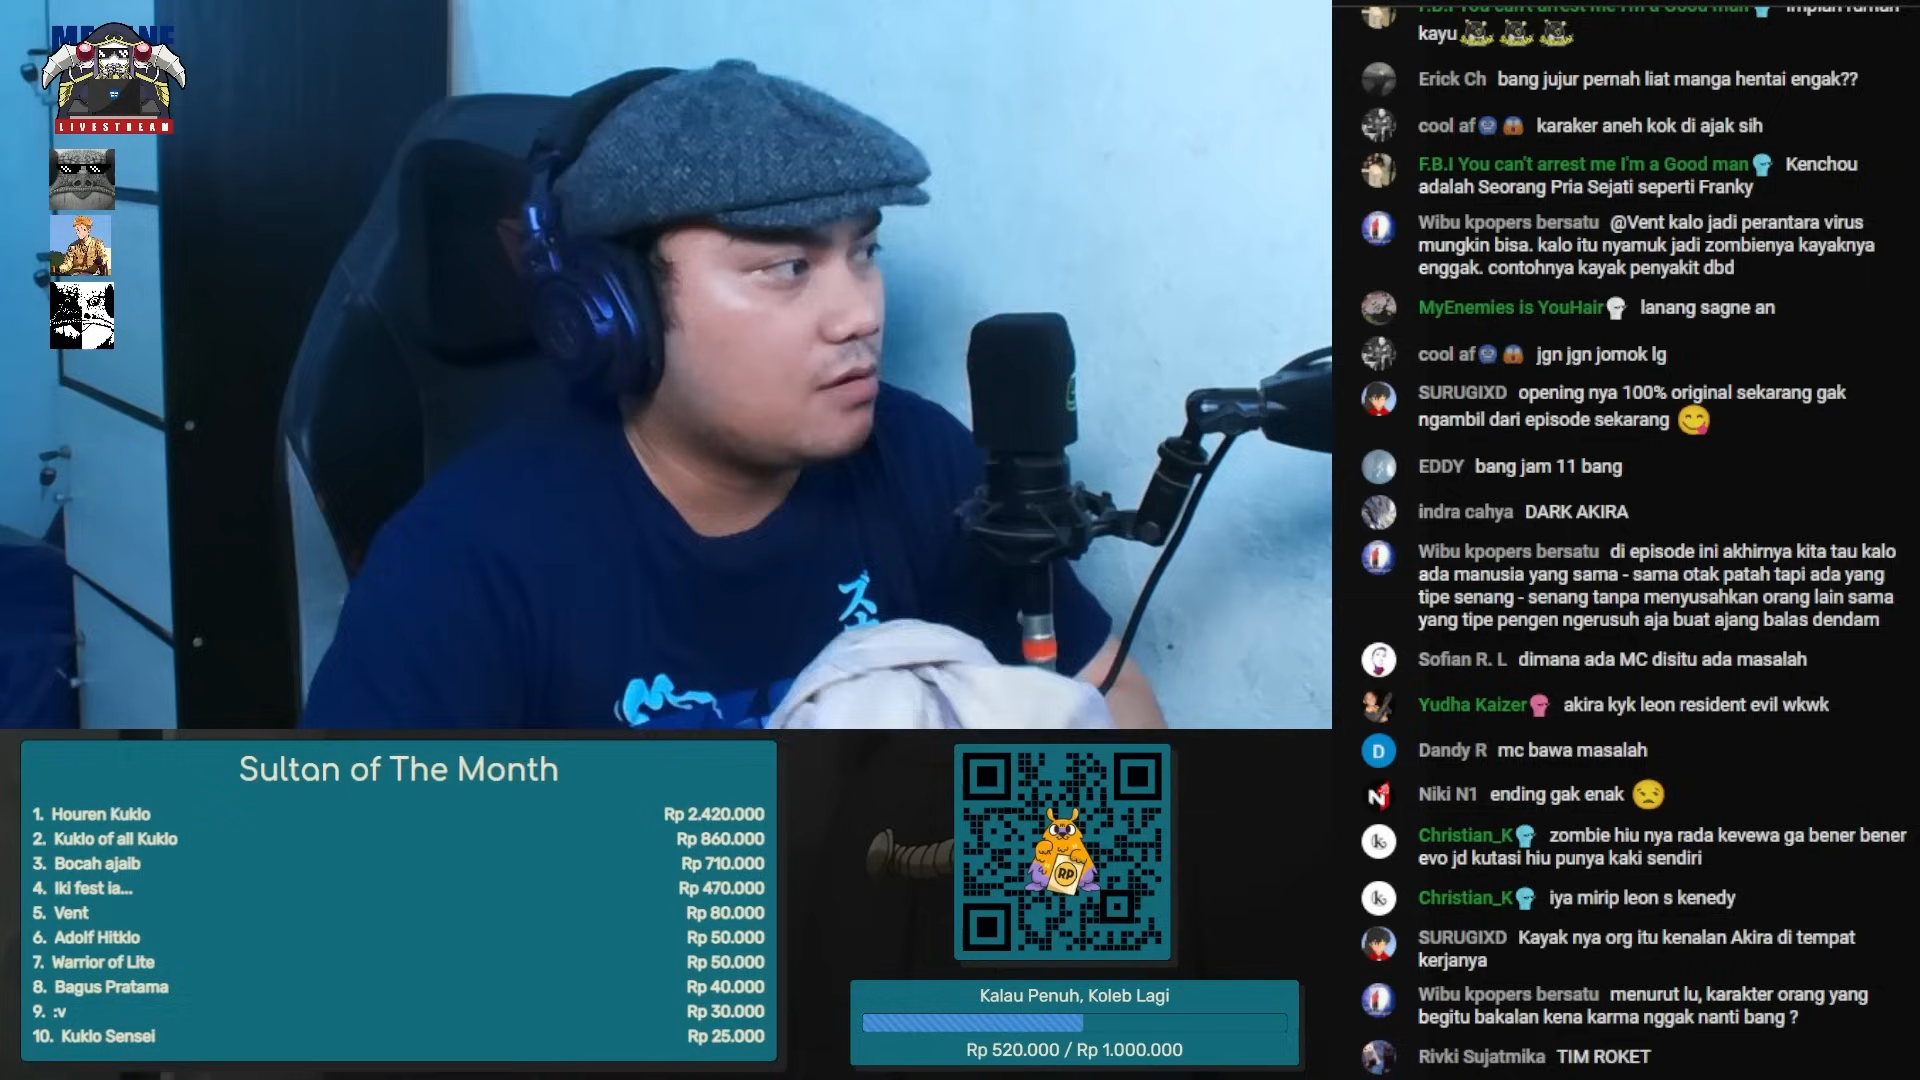 LIVESTREAM
Sultan of The Month
1. Houren Kuklo Rp 2.420.000
2. Kuklo of all Kuklo Rp 860.000
3. Bocah ajaib Rp 710.000
4. Iki fest ia... Rp 470.000
5. Vent Rp 80.000
6. Adolf Hitklo Rp 50.000
7. Warrior of Lite Rp 50.000
8. Bagus Pratama Rp 40.000
9. :v Rp 30.000
10. Kuklo Sensei Rp 25.000
RP
Kalau Penuh, Koleb Lagi
Rp 520.000 / Rp 1.000.000
F.B.I You can't arrest me I'm a Good man impian rumah
kayu
Erick Ch bang jujur pernah liat manga hentai engak??
cool af karaker aneh kok di ajak sih
F.B.I You can't arrest me I'm a Good man Kenchou
adalah Seorang Pria Sejati seperti Franky
Wibu kpopers bersatu @Vent kalo jadi perantara virus
mungkin bisa. kalo itu nyamuk jadi zombienya kayaknya
enggak. contohnya kayak penyakit dbd
MyEnemies is YouHair lanang sagne an
cool af jgn jgn jomok lg
SURUGIXD opening nya 100% original sekarang gak
ngambil dari episode sekarang
EDDY bang jam 11 bang
indra cahya DARK AKIRA
Wibu kpopers bersatu di episode ini akhirnya kita tau kalo
ada manusia yang sama - sama otak patah tapi ada yang
tipe senang - senang tanpa menyusahkan orang lain sama
yang tipe pengen ngerusuh aja buat ajang balas dendam
Sofian R. L dimana ada MC disitu ada masalah
Yudha Kaizer akira kyk leon resident evil wkwk
D
Dandy R mc bawa masalah
Niki N1 ending gak enak
Christian_K zombie hiu nya rada kevewa ga bener bener
evo jd kutasi hiu punya kaki sendiri
Christian_K iya mirip leon s kenedy
SURUGIXD Kayak nya org itu kenalan Akira di tempat
kerjanya
Wibu kpopers bersatu menurut lu, karakter orang yang
begitu bakalan kena karma nggak nanti bang ?
Rivki Sujatmika TIM ROKET